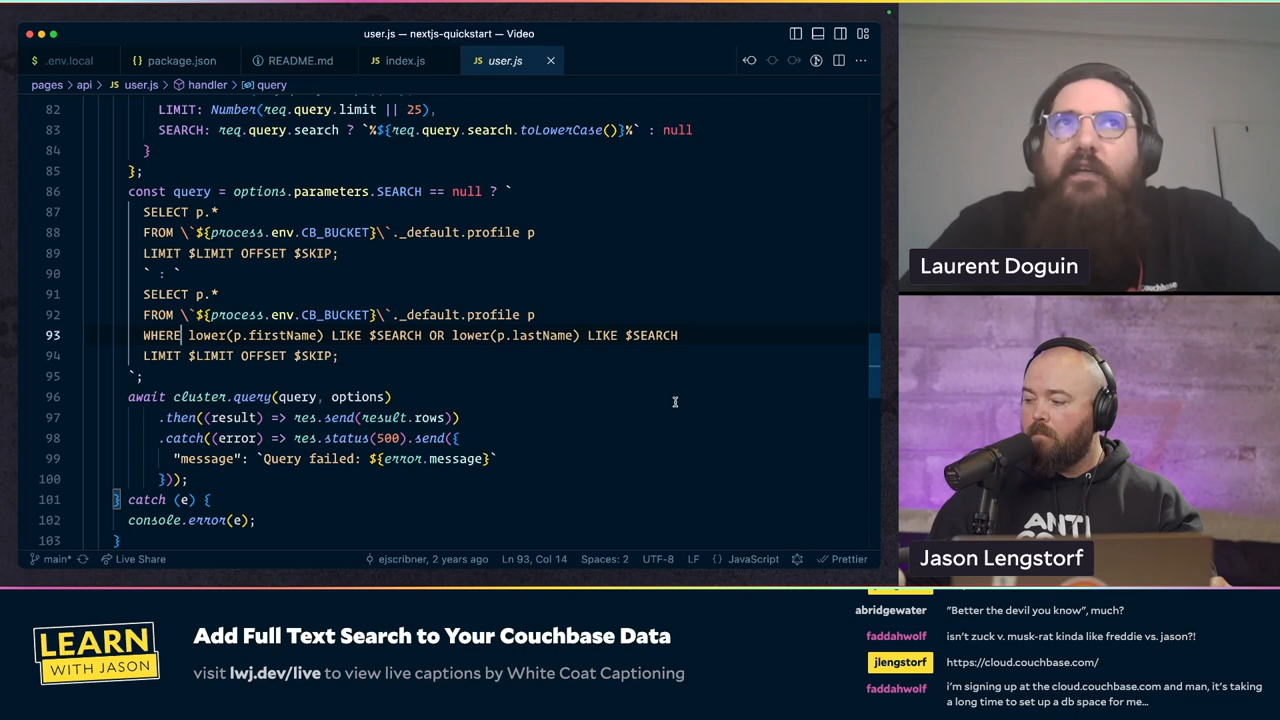 user.js — nextjs-quickstart — Video
$ .env.local
{} package.json
README.md
JS index.js
JS user.js
pages > api > JS user.js > handler > query
82 LIMIT: Number(req.query.limit || 25),
83 SEARCH: req.query.search ? `%${req.query.search.toLowerCase()}%` : null
84 }
85 };
86 const query = options.parameters.SEARCH == null ? `
87 SELECT p.*
88 FROM \`${process.env.CB_BUCKET}\`._default.profile p
89 LIMIT $LIMIT OFFSET $SKIP;
90 ` : `
91 SELECT p.*
92 FROM \`${process.env.CB_BUCKET}\`._default.profile p
93 WHERE lower(p.firstName) LIKE $SEARCH OR lower(p.lastName) LIKE $SEARCH
94 LIMIT $LIMIT OFFSET $SKIP;
95 `;
96 await cluster.query(query, options)
97 .then((result) => res.send(result.rows))
98 .catch((error) => res.status(500).send({
99 "message": `Query failed: ${error.message}`
100 }));
101 } catch (e) {
102 console.error(e);
103 }
main* Live Share ejscribner, 2 years ago Ln 93, Col 14 Spaces: 2 UTF-8 LF {} JavaScript Prettier
Laurent Doguin
Jason Lengstorf
LEARN
WITH JASON
Add Full Text Search to Your Couchbase Data
visit lwj.dev/live to view live captions by White Coat Captioning
abridgewater "Better the devil you know", much?
faddahwolf isn't zuck v. musk-rat kinda like freddie vs. jason?!
jlengstorf https://cloud.couchbase.com/
faddahwolf i'm signing up at the cloud.couchbase.com and man, it's taking
a long time to set up a db space for me...